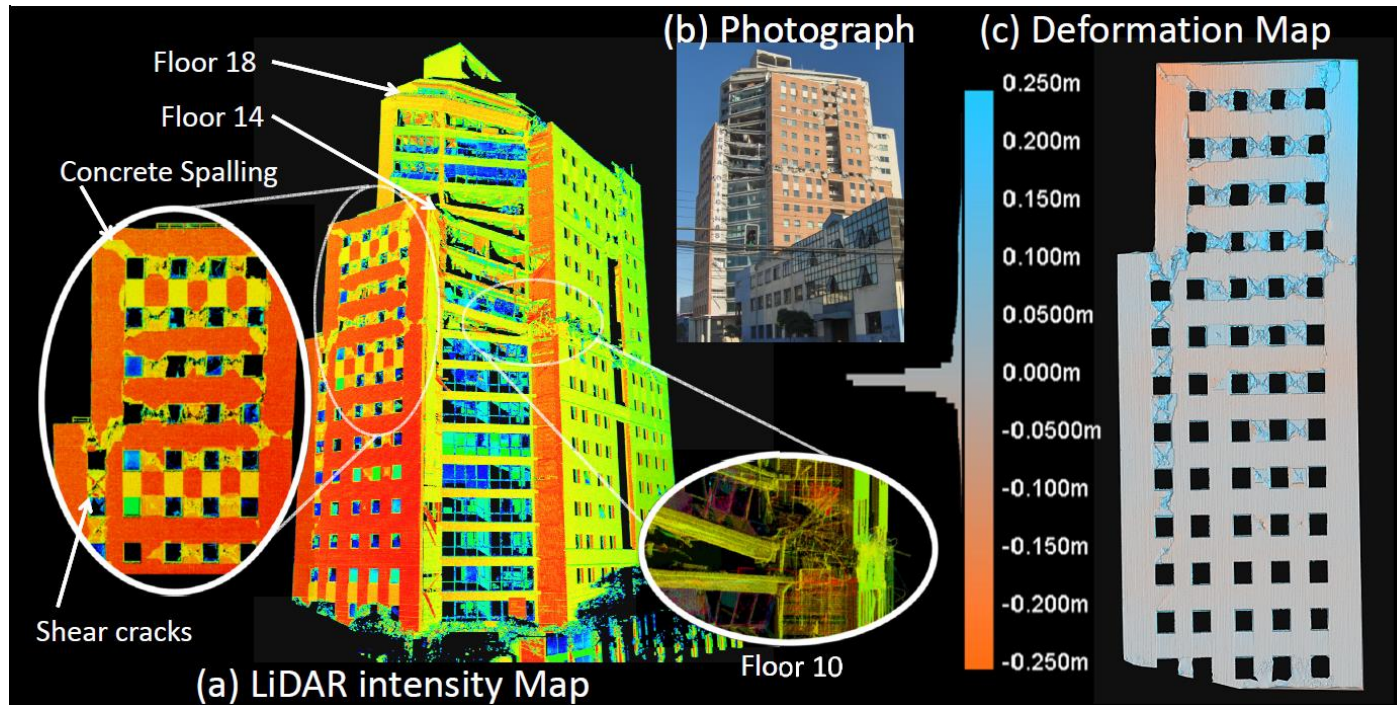 (b) Photograph
(c) Deformation Map
Floor 18
Floor 14
Concrete Spalling
Shear cracks
Floor 10
(a) LiDAR intensity Map
0.250m
0.200m
0.150m
0.100m
0.0500m
0.000m
-0.0500m
-0.100m
-0.150m
-0.200m
-0.250m